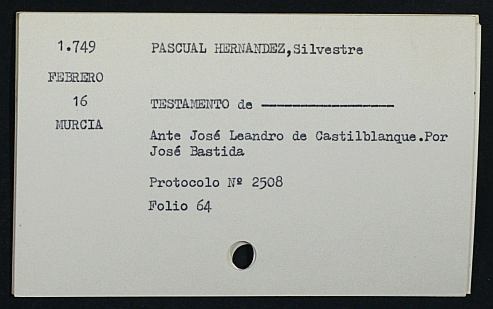 1.749 PASCUAL HERNANDEZ,Silvestre
FEBRERO
16 TESTAMENTO de ——————————
MURCIA
Ante José Leandro de Castilblanque.Por
José Bastida
Protocolo Nº 2508
Folio 64